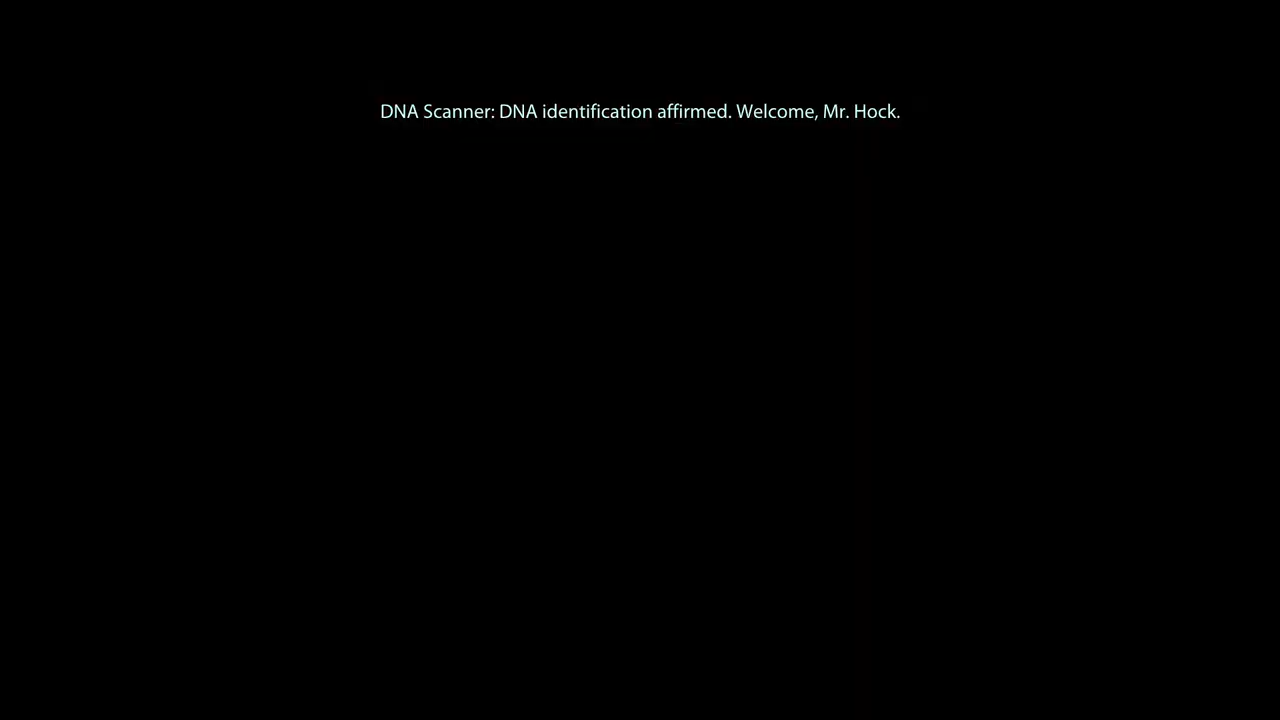 DNA Scanner: DNA identification affirmed. Welcome, Mr. Hock.